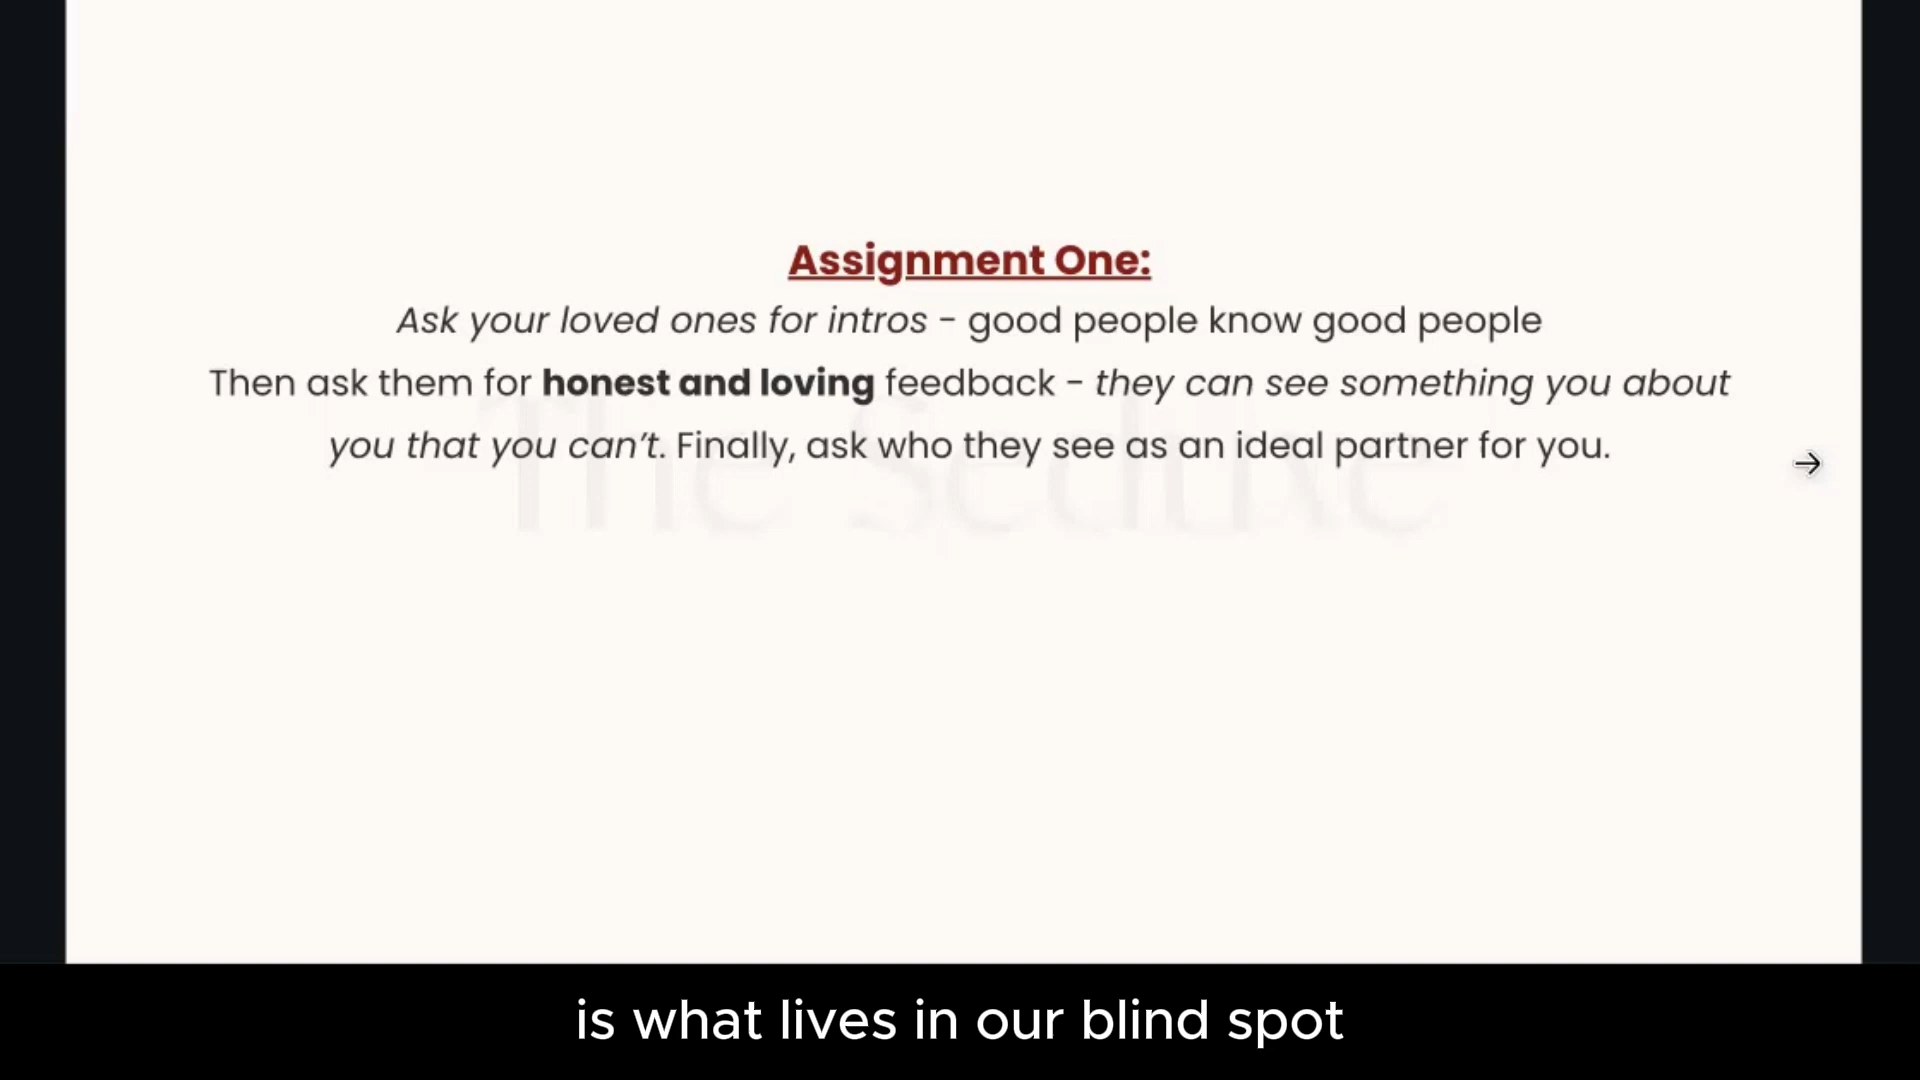 Assignment One:
Ask your loved ones for intros - good people know good people
Then ask them for honest and loving feedback - they can see something you about
you that you can't. Finally, ask who they see as an ideal partner for you.
The Seduxe
is what lives in our blind spot